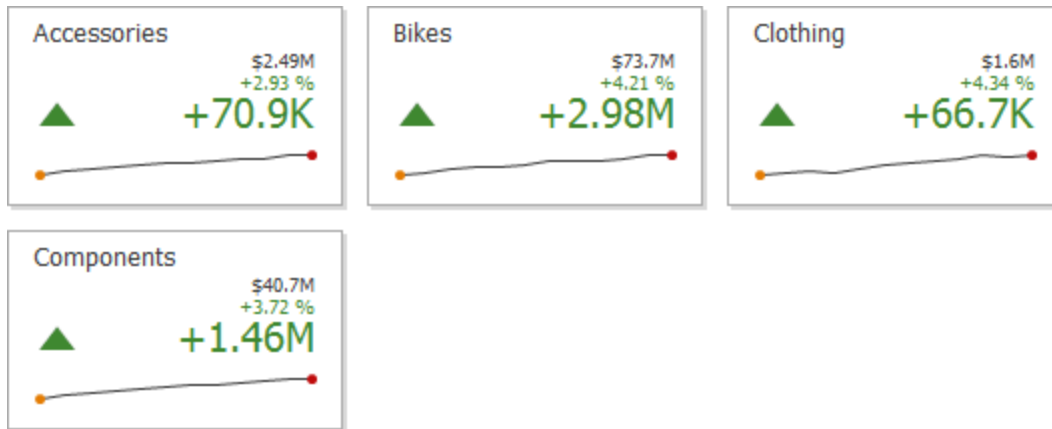 Accessories
$2.49M
+2.93 %
+70.9K
Bikes
$73.7M
+4.21 %
+2.98M
Clothing
$1.6M
+4.34 %
+66.7K
Components
$40.7M
+3.72 %
+1.46M